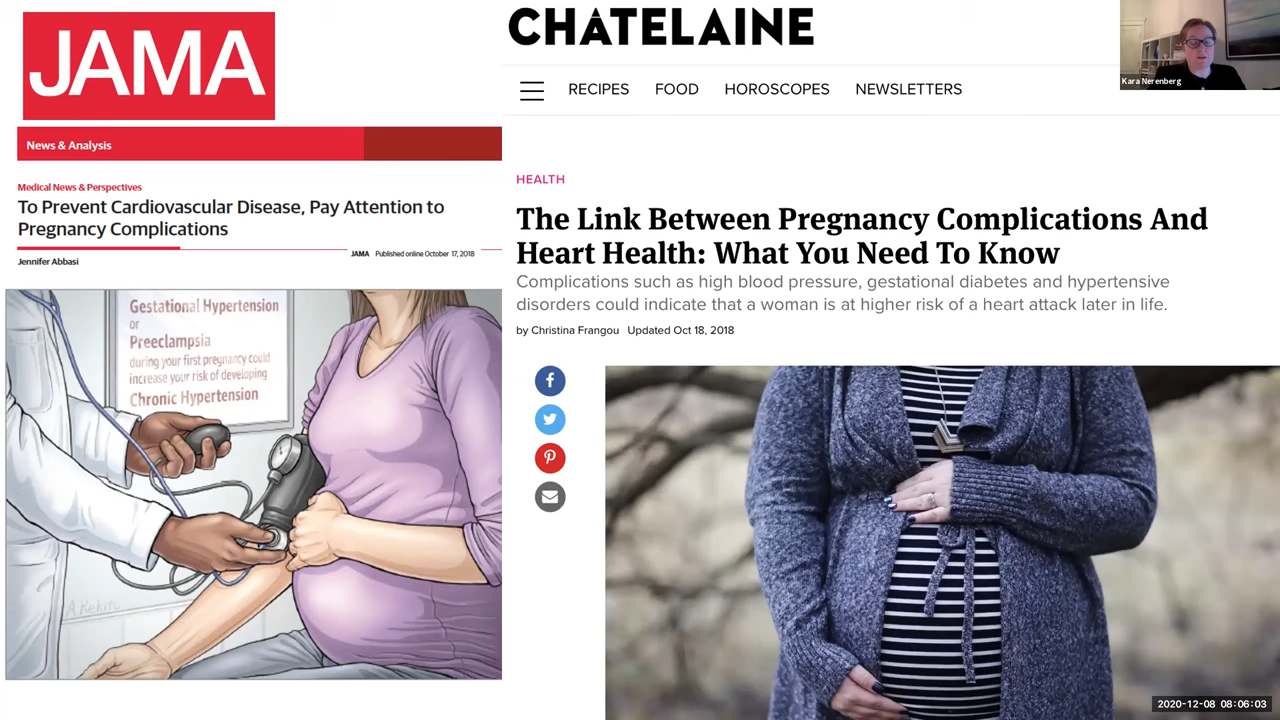 JAMA
News & Analysis
Medical News & Perspectives
To Prevent Cardiovascular Disease, Pay Attention to
Pregnancy Complications
JAMA Published online October 17, 2018
Jennifer Abbasi
Gestational Hypertension
or
Preeclampsia
during your first pregnancy could
increase your risk of developing
Chronic Hypertension
A Rekito
CHATELAINE
RECIPES FOOD HOROSCOPES NEWSLETTERS
HEALTH
The Link Between Pregnancy Complications And
Heart Health: What You Need To Know
Complications such as high blood pressure, gestational diabetes and hypertensive
disorders could indicate that a woman is at higher risk of a heart attack later in life.
by Christina Frangou Updated Oct 18, 2018
Kara Nerenberg
2020-12-08 08:06:03